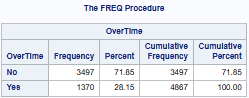 The FREQ Procedure
OverTime
OverTime Frequency Percent Cumulative Frequency Cumulative Percent
No 3497 71.85 3497 71.85
Yes 1370 28.15 4867 100.00